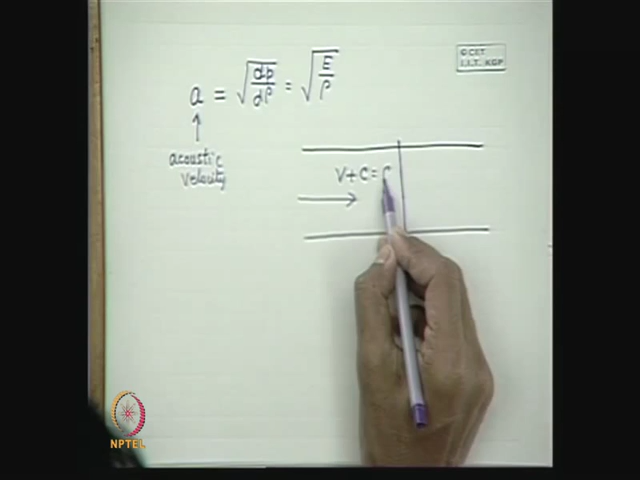 © CET
I.I.T. KGP
a = √dp/dρ = √E/ρ
acoustic
velocity
V + C = C
NPTEL